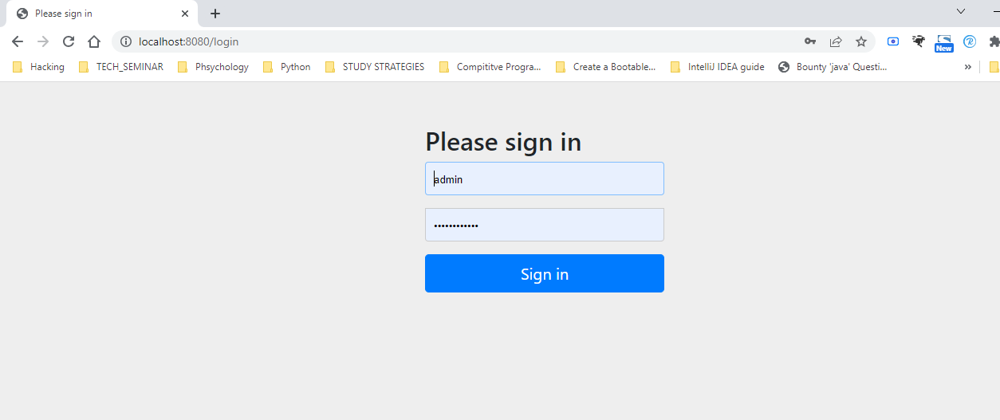 Please sign in
localhost:8080/login
New
Hacking TECH_SEMINAR Phsychology Python STUDY STRATEGIES Compititve Progra... Create a Bootable... IntelliJ IDEA guide Bounty 'java' Questi... »
Please sign in
admin
••••••••••••
Sign in